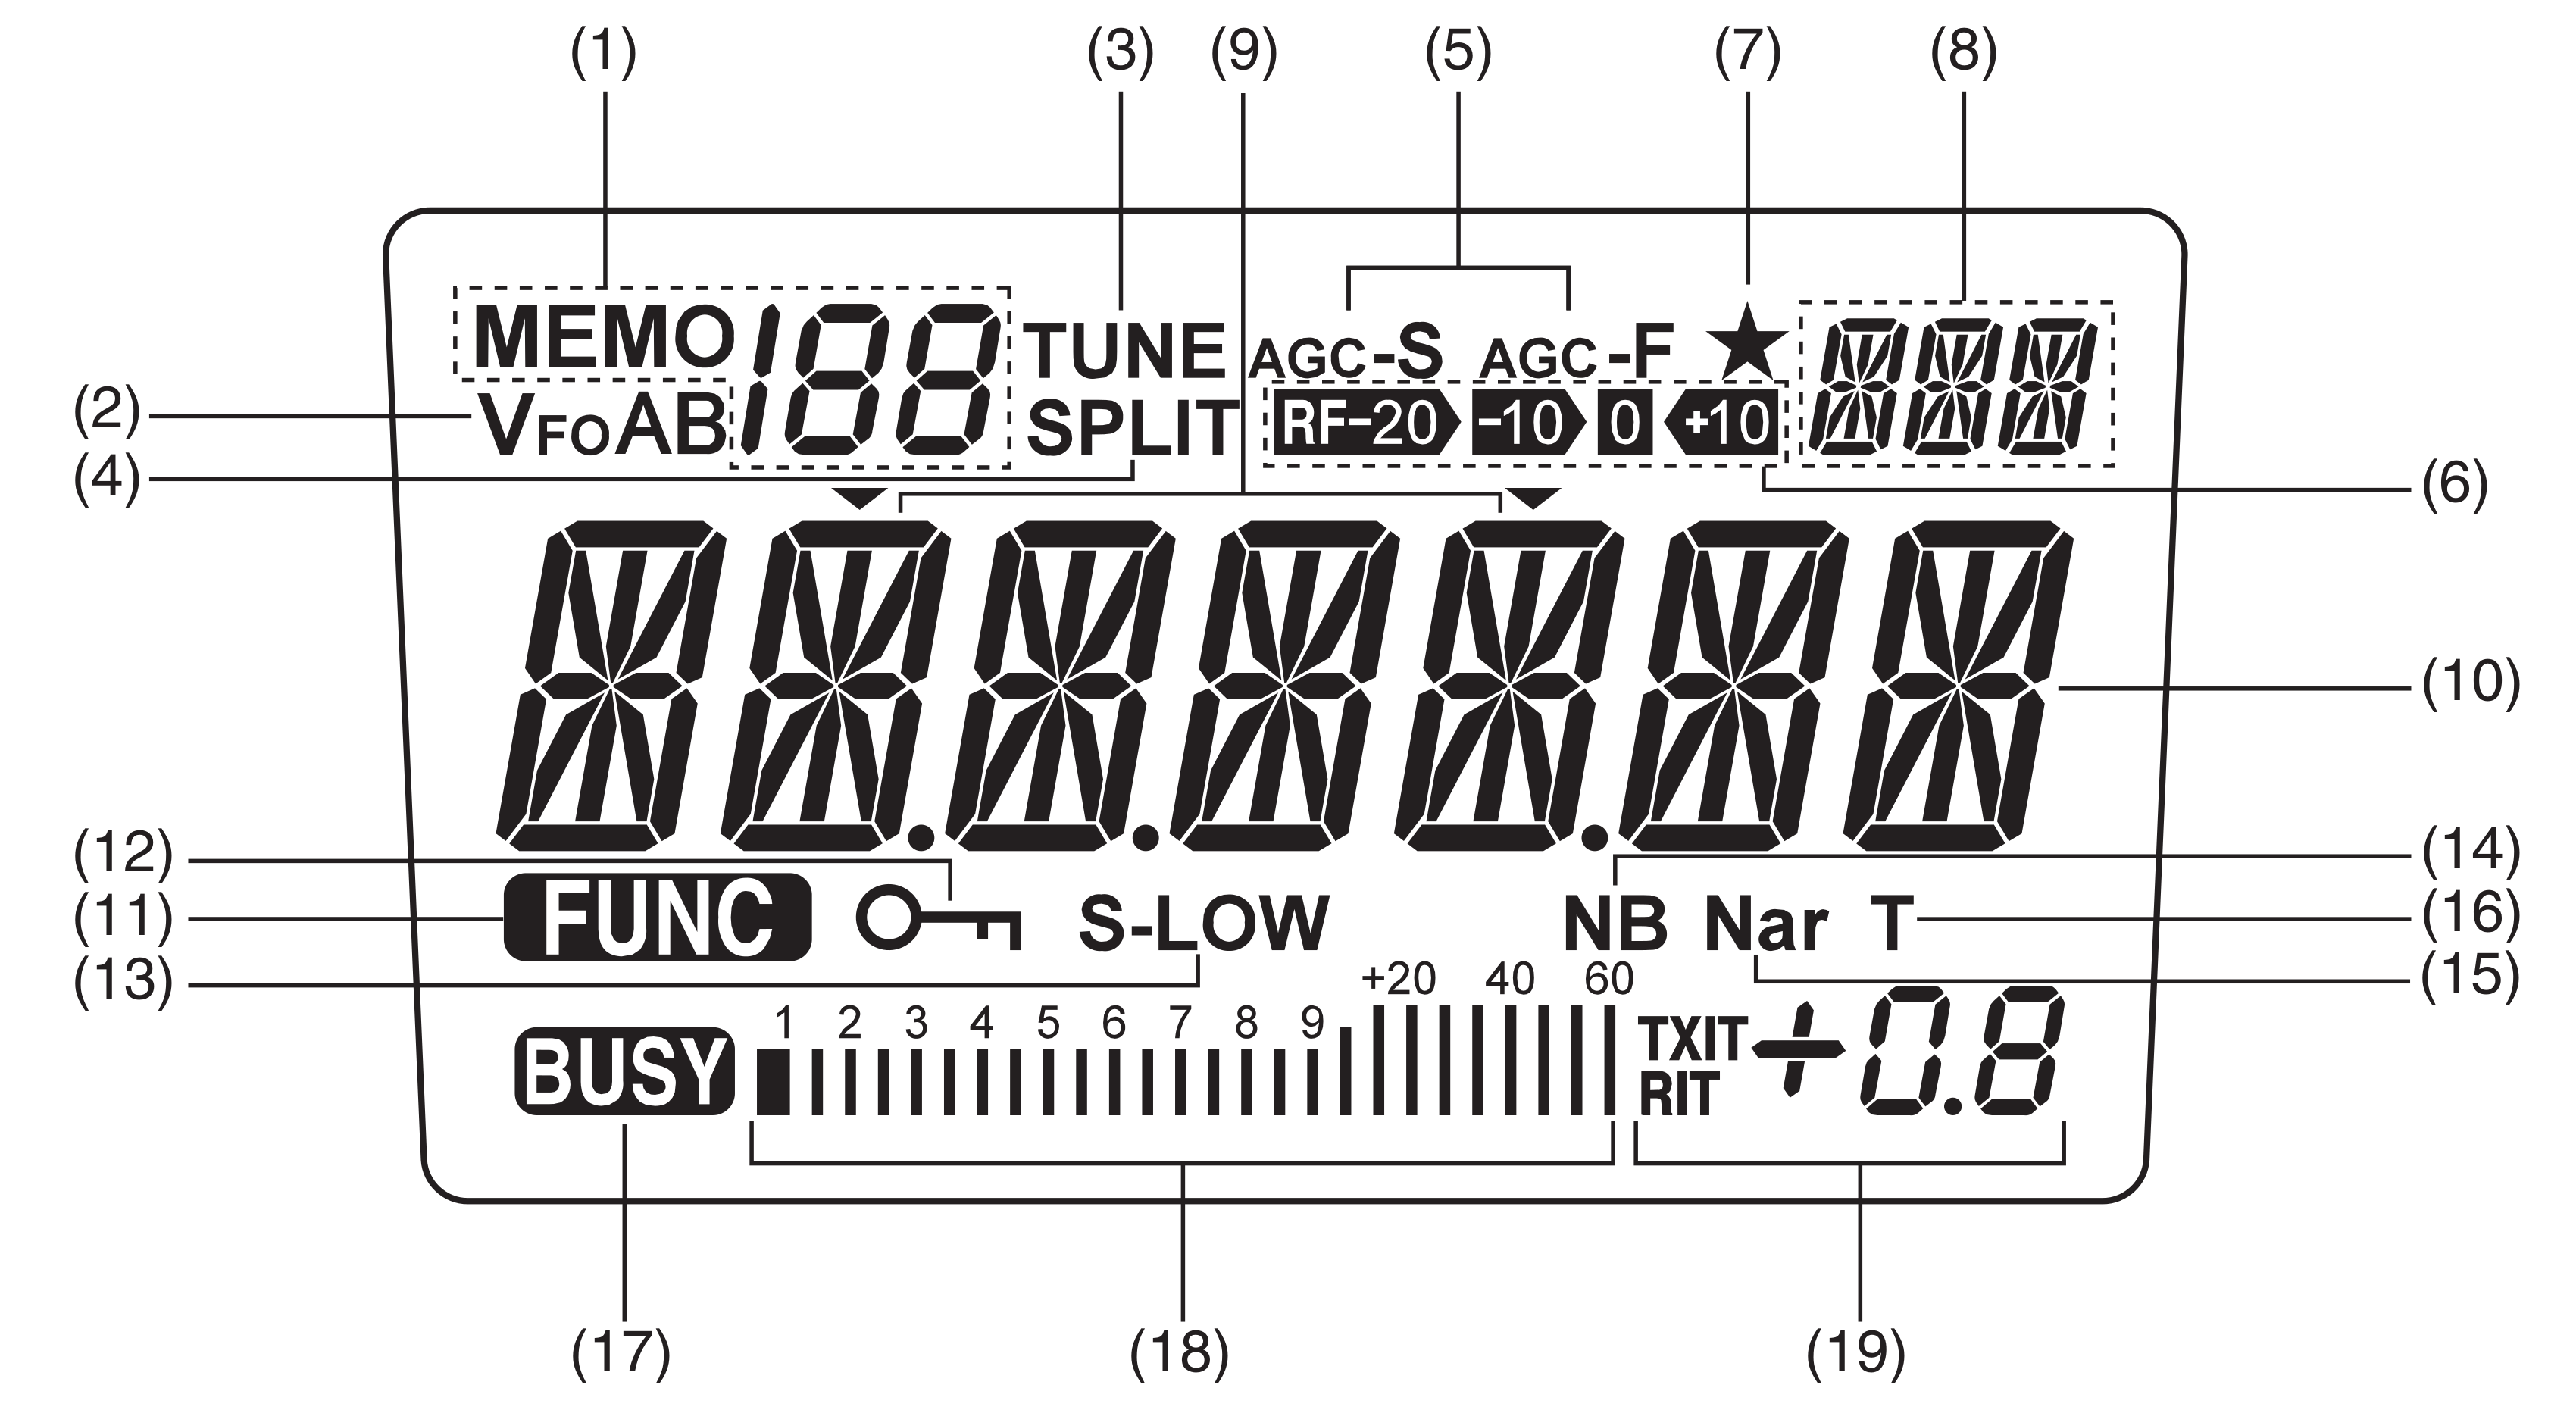 (1) (3) (9) (5) (7) (8)
MEMO 188 TUNE AGC-S AGC-F ★
(2) VFOAB SPLIT RF-20 -10 0 +10
(4) (6)
(10)
(12) (14)
(11) FUNC S-LOW NB Nar T (16)
(13) (15)
+20 40 60
1 2 3 4 5 6 7 8 9
BUSY TXIT +0.8
RIT
(17) (18) (19)